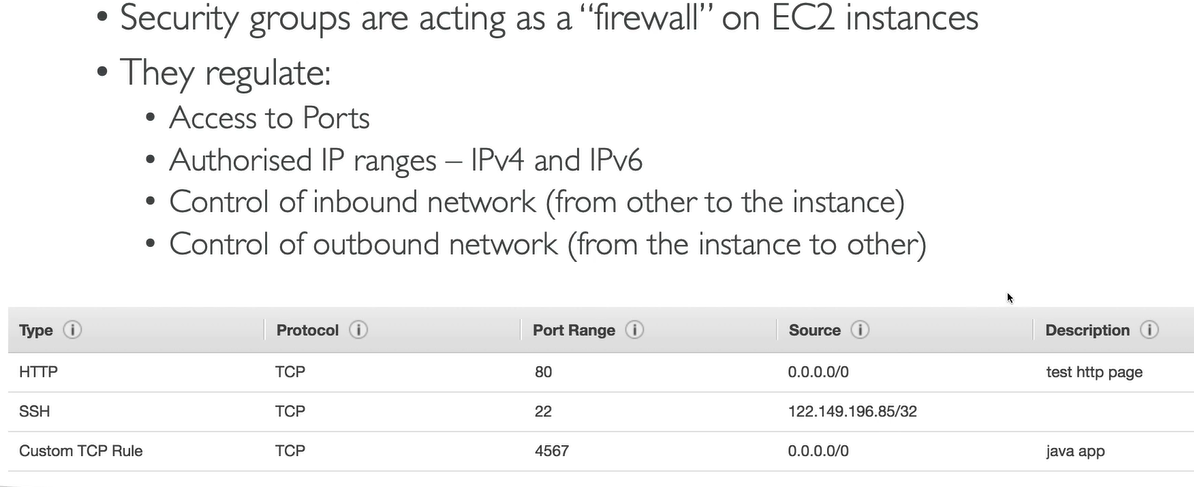 • Security groups are acting as a “firewall” on EC2 instances
• They regulate:
• Access to Ports
• Authorised IP ranges – IPv4 and IPv6
• Control of inbound network (from other to the instance)
• Control of outbound network (from the instance to other)
Type i Protocol i Port Range i Source i Description i
HTTP TCP 80 0.0.0.0/0 test http page
SSH TCP 22 122.149.196.85/32
Custom TCP Rule TCP 4567 0.0.0.0/0 java app